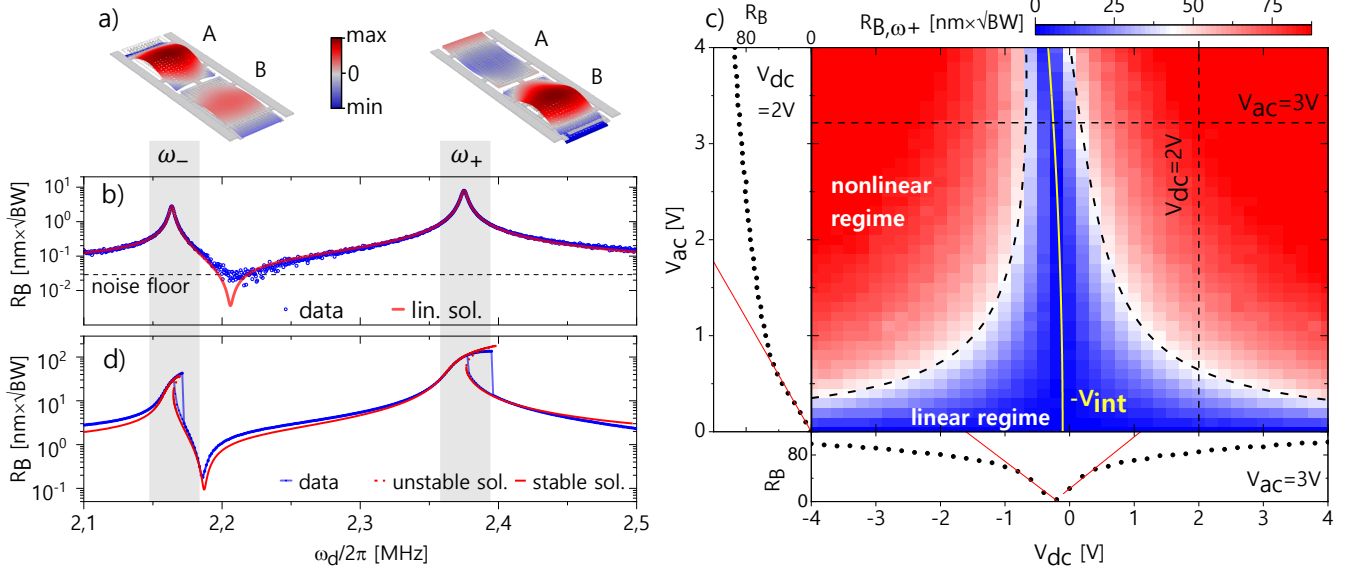 a)
A
B
max
0
min
A
B
ω₋
ω₊
b)
R_B [nm×√BW]
10¹
10⁰
10⁻¹
10⁻²
noise floor
data
lin. sol.
d)
R_B [nm×√BW]
10²
10¹
10⁰
10⁻¹
data
unstable sol.
stable sol.
2,1
2,2
2,3
2,4
2,5
ω_d/2π [MHz]
c)
R_B
80
0
R_B,ω+ [nm×√BW]
0
25
50
75
V_dc
=2V
V_ac=3V
V_dc=2V
nonlinear
regime
V_ac [V]
4
3
2
1
0
-V_int
linear regime
R_B
80
0
V_ac=3V
-4
-3
-2
-1
0
1
2
3
4
V_dc [V]